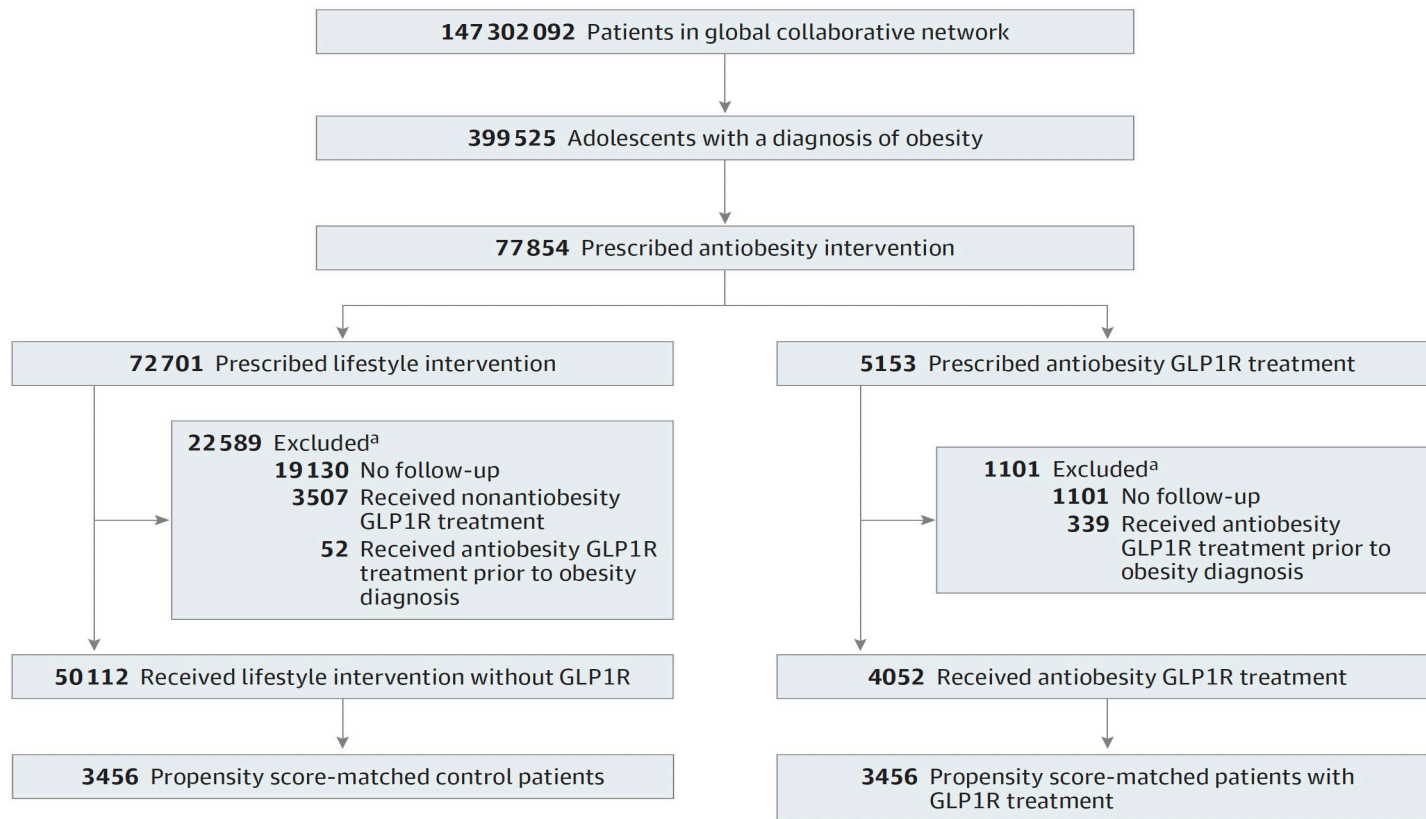 147 302 092 Patients in global collaborative network
399 525 Adolescents with a diagnosis of obesity
77 854 Prescribed antiobesity intervention
72 701 Prescribed lifestyle intervention
22 589 Excludedᵃ
19 130 No follow-up
3507 Received nonantiobesity
GLP1R treatment
52 Received antiobesity GLP1R
treatment prior to obesity
diagnosis
50 112 Received lifestyle intervention without GLP1R
3456 Propensity score-matched control patients
5153 Prescribed antiobesity GLP1R treatment
1101 Excludedᵃ
1101 No follow-up
339 Received antiobesity
GLP1R treatment prior to
obesity diagnosis
4052 Received antiobesity GLP1R treatment
3456 Propensity score-matched patients with
GLP1R treatment